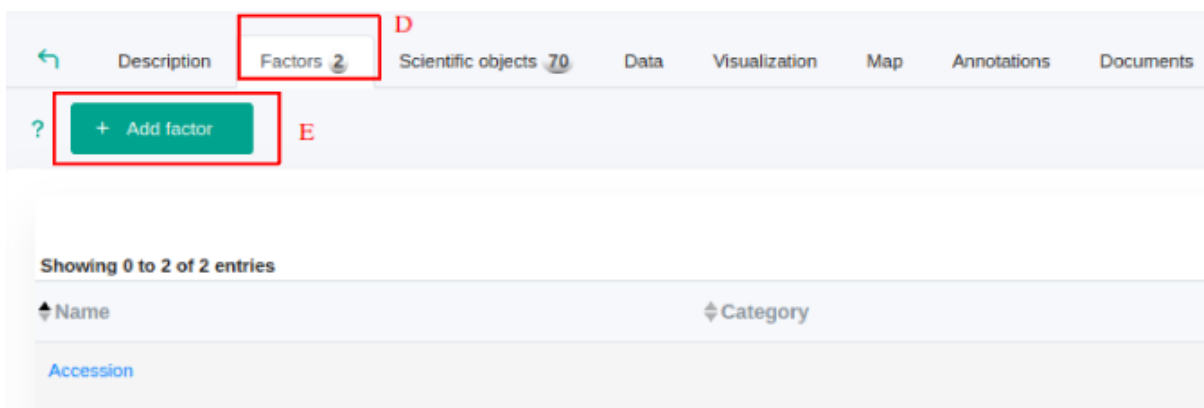 D
Description Factors 2 Scientific objects 70 Data Visualization Map Annotations Documents
? + Add factor E
Showing 0 to 2 of 2 entries
Name Category
Accession